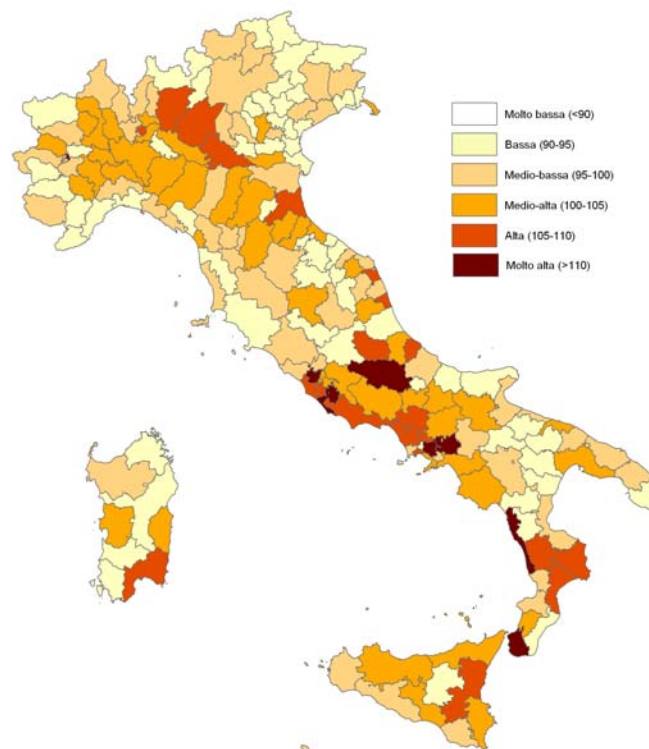 Molto bassa (<90)
Bassa (90-95)
Medio-bassa (95-100)
Medio-alta (100-105)
Alta (105-110)
Molto alta (>110)